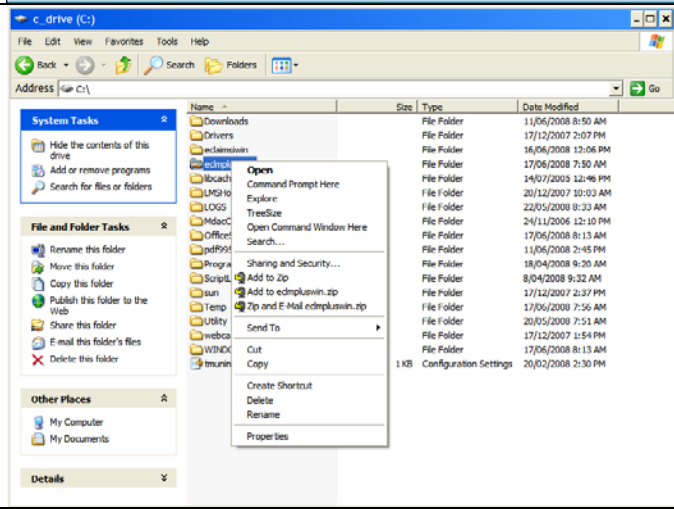 c_drive (C:)
File Edit View Favorites Tools Help
Back Search Folders
Address C:\ Go
Name Size Type Date Modified
System Tasks
Hide the contents of this drive
Add or remove programs
Search for files or folders
File and Folder Tasks
Rename this folder
Move this folder
Copy this folder
Publish this folder to the Web
Share this folder
E-mail this folder's files
Delete this folder
Other Places
My Computer
My Documents
Details
Downloads File Folder 11/06/2008 8:50 AM
Drivers File Folder 17/12/2007 2:07 PM
eclaimsiwin File Folder 16/06/2008 12:06 PM
edmpl File Folder 17/06/2008 7:50 AM
libcach File Folder 14/07/2005 12:46 PM
LMSHo File Folder 20/12/2007 10:03 AM
LOGS File Folder 22/05/2008 8:33 AM
MdacC File Folder 24/11/2006 12:10 PM
OfficeS File Folder 17/06/2008 8:13 AM
pdf995 File Folder 11/06/2008 2:45 PM
Progra File Folder 18/04/2008 9:20 AM
ScriptL File Folder 8/04/2008 9:32 AM
sun File Folder 17/12/2007 2:37 PM
Temp File Folder 17/06/2008 7:56 AM
Utility File Folder 20/05/2008 7:51 AM
webca File Folder 17/12/2007 1:54 PM
WINDO File Folder 17/06/2008 8:13 AM
tmunin 1 KB Configuration Settings 20/02/2008 2:30 PM
Open
Command Prompt Here
Explore
TreeSize
Open Command Window Here
Search...
Sharing and Security...
Add to Zip
Add to edmpluswin.zip
Zip and E-Mail edmpluswin.zip
Send To
Cut
Copy
Create Shortcut
Delete
Rename
Properties